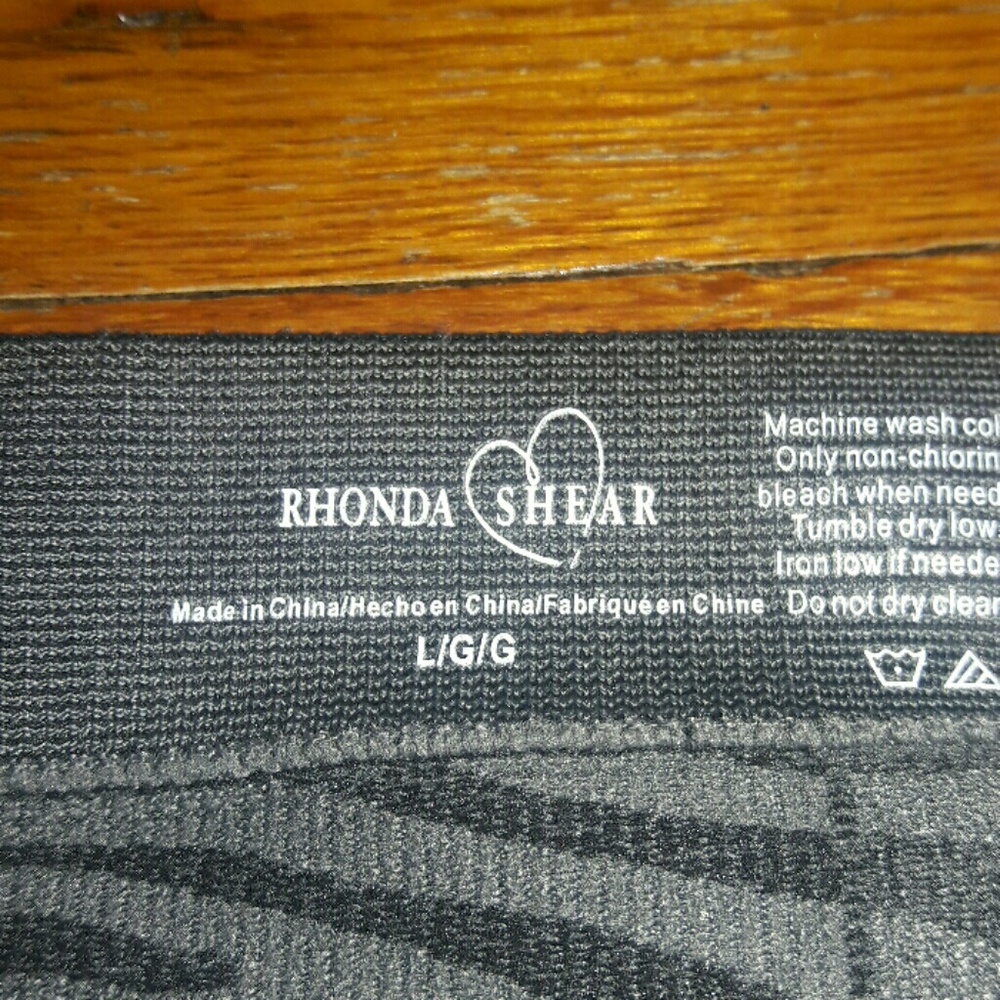 RHONDA SHEAR
Made in China/Hecho en China/Fabriqué en Chine
L/G/G
Machine wash col
Only non-chlorin
bleach when need
Tumble dry low
Iron low if neede
Do not dry clea